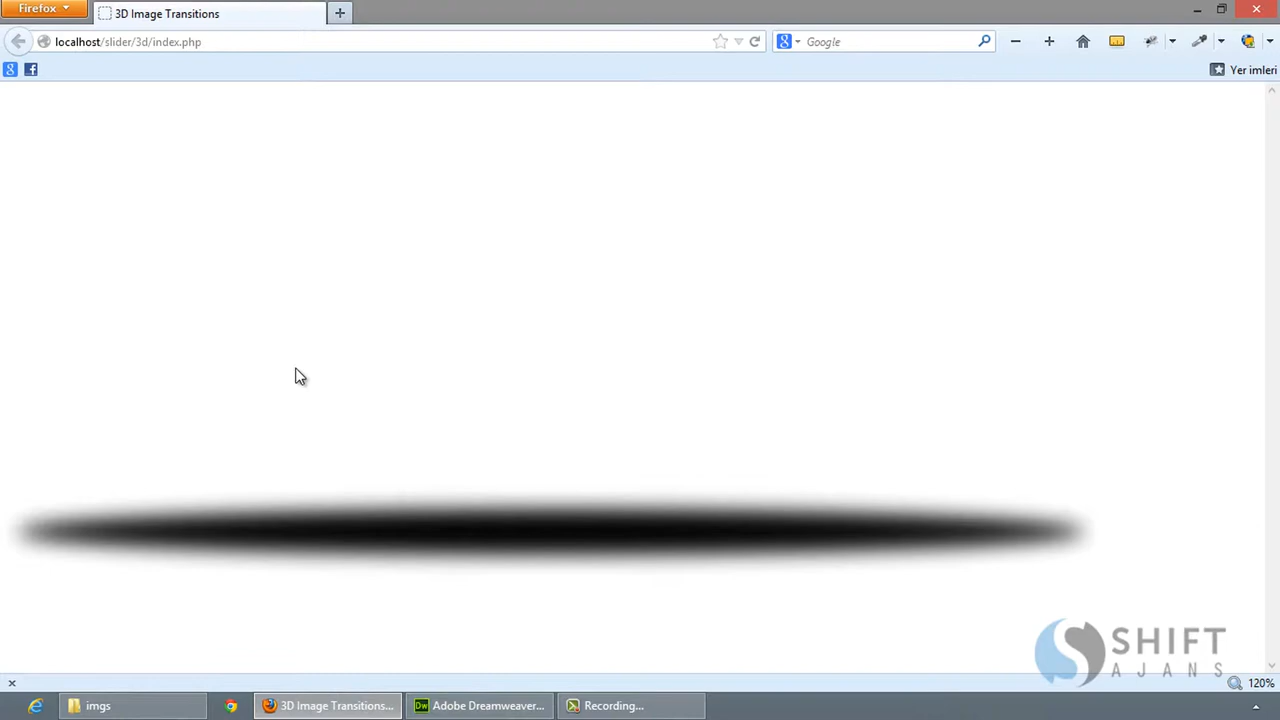 Firefox
3D Image Transitions
localhost/slider/3d/index.php
Google
Yer imleri
SHIFT
AJANS
120%
imgs
3D Image Transitions...
Adobe Dreamweaver...
Recording...